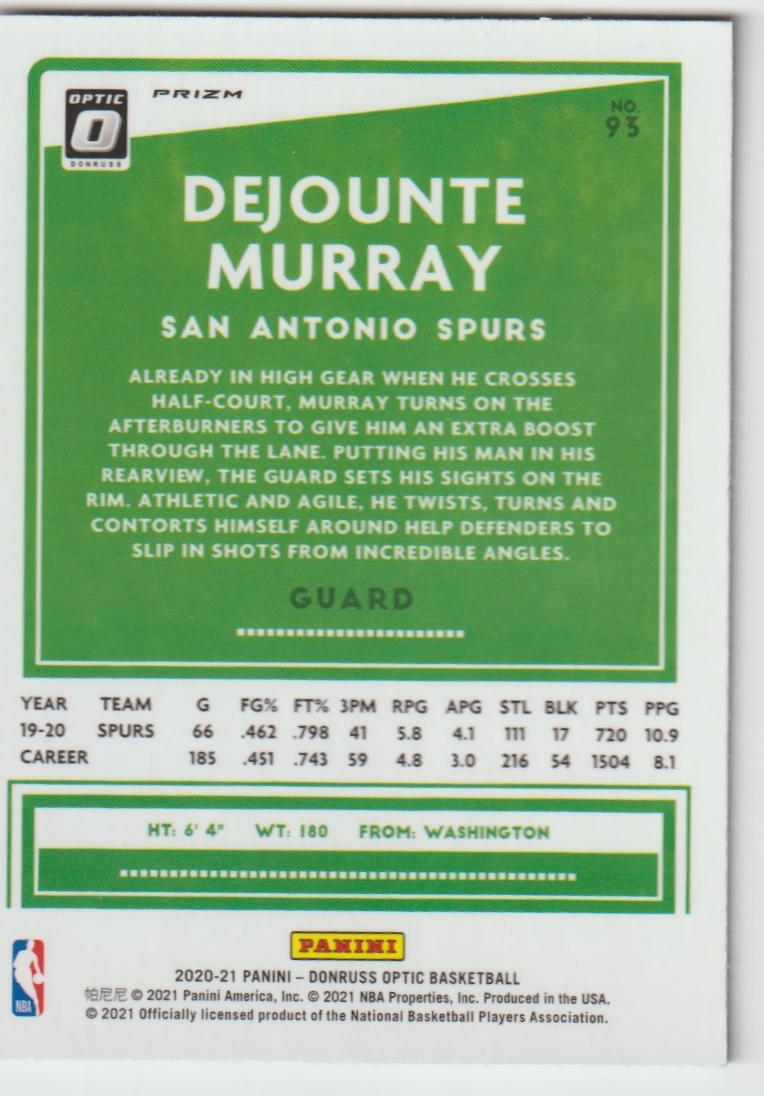 OPTIC
DONRUSS
PRIZM
NO.
93
DEJOUNTE
MURRAY
SAN ANTONIO SPURS
ALREADY IN HIGH GEAR WHEN HE CROSSES
HALF-COURT, MURRAY TURNS ON THE
AFTERBURNERS TO GIVE HIM AN EXTRA BOOST
THROUGH THE LANE. PUTTING HIS MAN IN HIS
REARVIEW, THE GUARD SETS HIS SIGHTS ON THE
RIM. ATHLETIC AND AGILE, HE TWISTS, TURNS AND
CONTORTS HIMSELF AROUND HELP DEFENDERS TO
SLIP IN SHOTS FROM INCREDIBLE ANGLES.
GUARD
YEAR TEAM G FG% FT% 3PM RPG APG STL BLK PTS PPG
19-20 SPURS 66 .462 .798 41 5.8 4.1 111 17 720 10.9
CAREER 185 .451 .743 59 4.8 3.0 216 54 1504 8.1
HT: 6' 4" WT: 180 FROM: WASHINGTON
PANINI
NBA
2020-21 PANINI – DONRUSS OPTIC BASKETBALL
帕尼尼 © 2021 Panini America, Inc. © 2021 NBA Properties, Inc. Produced in the USA.
© 2021 Officially licensed product of the National Basketball Players Association.